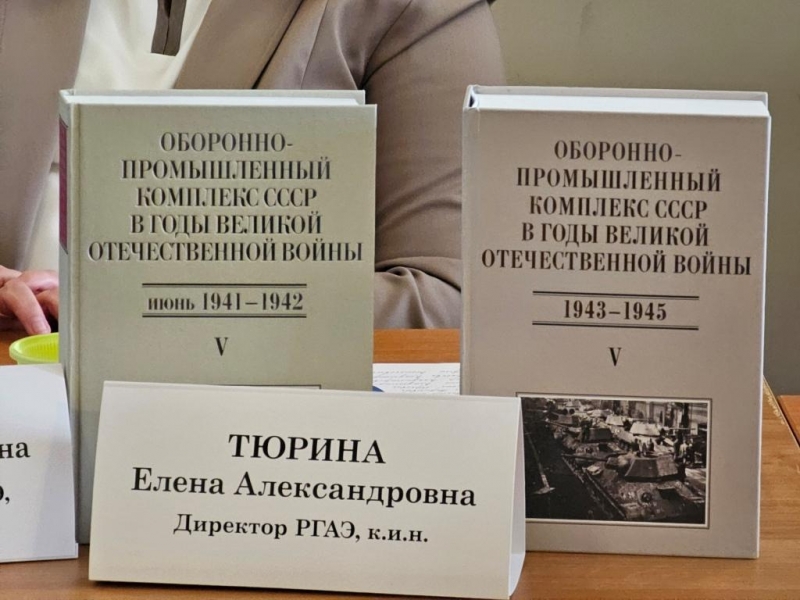 ОБОРОННО-
ПРОМЫШЛЕННЫЙ
КОМПЛЕКС СССР
В ГОДЫ ВЕЛИКОЙ
ОТЕЧЕСТВЕННОЙ ВОЙНЫ
июнь 1941–1942
V
ОБОРОННО-
ПРОМЫШЛЕННЫЙ
КОМПЛЕКС СССР
В ГОДЫ ВЕЛИКОЙ
ОТЕЧЕСТВЕННОЙ ВОЙНЫ
1943–1945
V
ТЮРИНА
Елена Александровна
Директор РГАЭ, к.и.н.